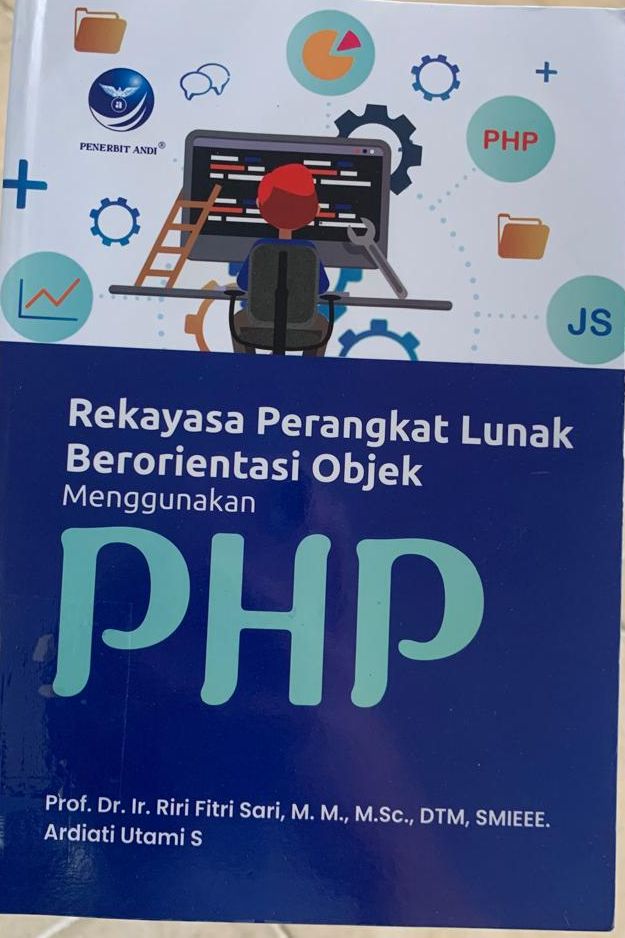 PENERBIT ANDI®
PHP
JS
Rekayasa Perangkat Lunak
Berorientasi Objek
Menggunakan
PHP
Prof. Dr. Ir. Riri Fitri Sari, M. M., M.Sc., DTM, SMIEEE.
Ardiati Utami S